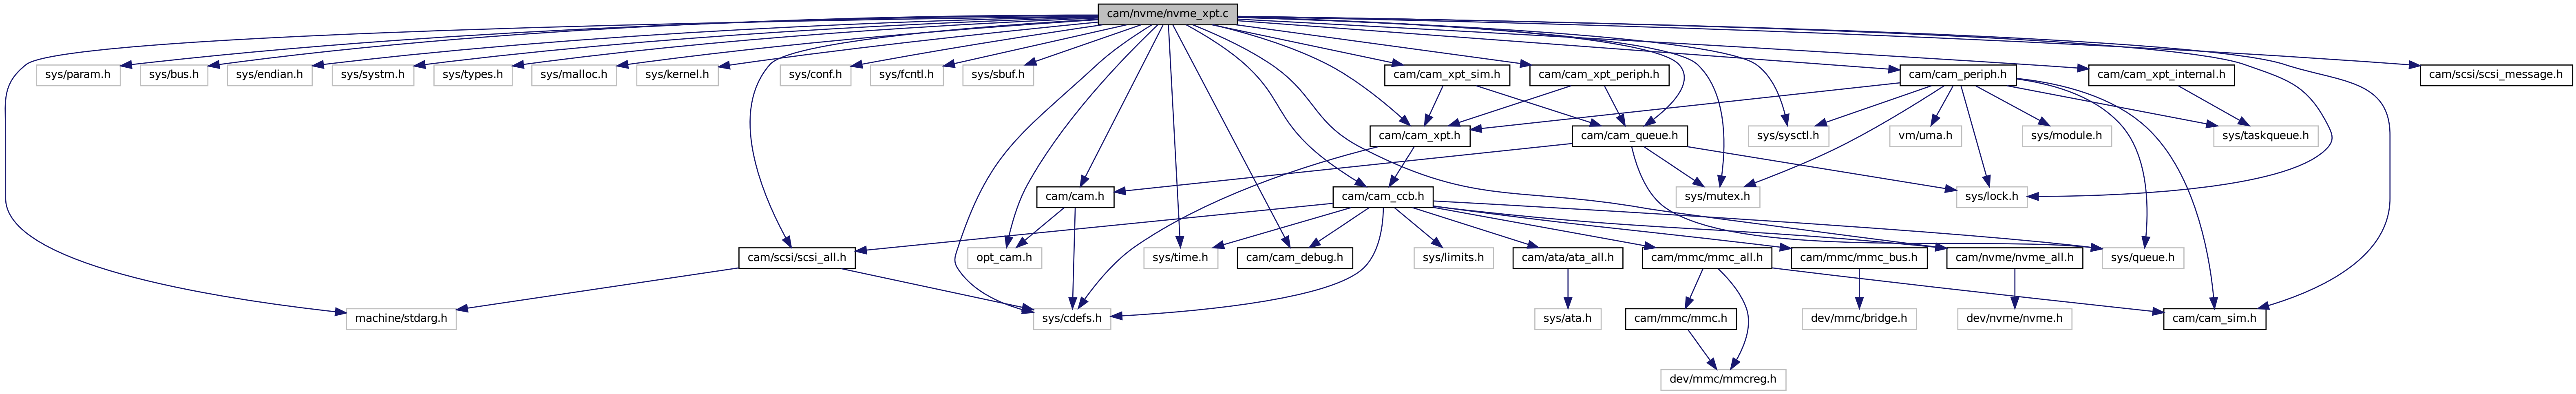 cam/nvme/nvme_xpt.c
sys/param.h
sys/bus.h
sys/endian.h
sys/systm.h
sys/types.h
sys/malloc.h
sys/kernel.h
sys/conf.h
sys/fcntl.h
sys/sbuf.h
cam/cam_xpt_sim.h
cam/cam_xpt_periph.h
cam/cam_periph.h
cam/cam_xpt_internal.h
cam/scsi/scsi_message.h
cam/cam_xpt.h
cam/cam_queue.h
sys/sysctl.h
vm/uma.h
sys/module.h
sys/taskqueue.h
cam/cam.h
cam/cam_ccb.h
sys/mutex.h
sys/lock.h
cam/scsi/scsi_all.h
opt_cam.h
sys/time.h
cam/cam_debug.h
sys/limits.h
cam/ata/ata_all.h
cam/mmc/mmc_all.h
cam/mmc/mmc_bus.h
cam/nvme/nvme_all.h
sys/queue.h
machine/stdarg.h
sys/cdefs.h
sys/ata.h
cam/mmc/mmc.h
dev/mmc/bridge.h
dev/nvme/nvme.h
cam/cam_sim.h
dev/mmc/mmcreg.h